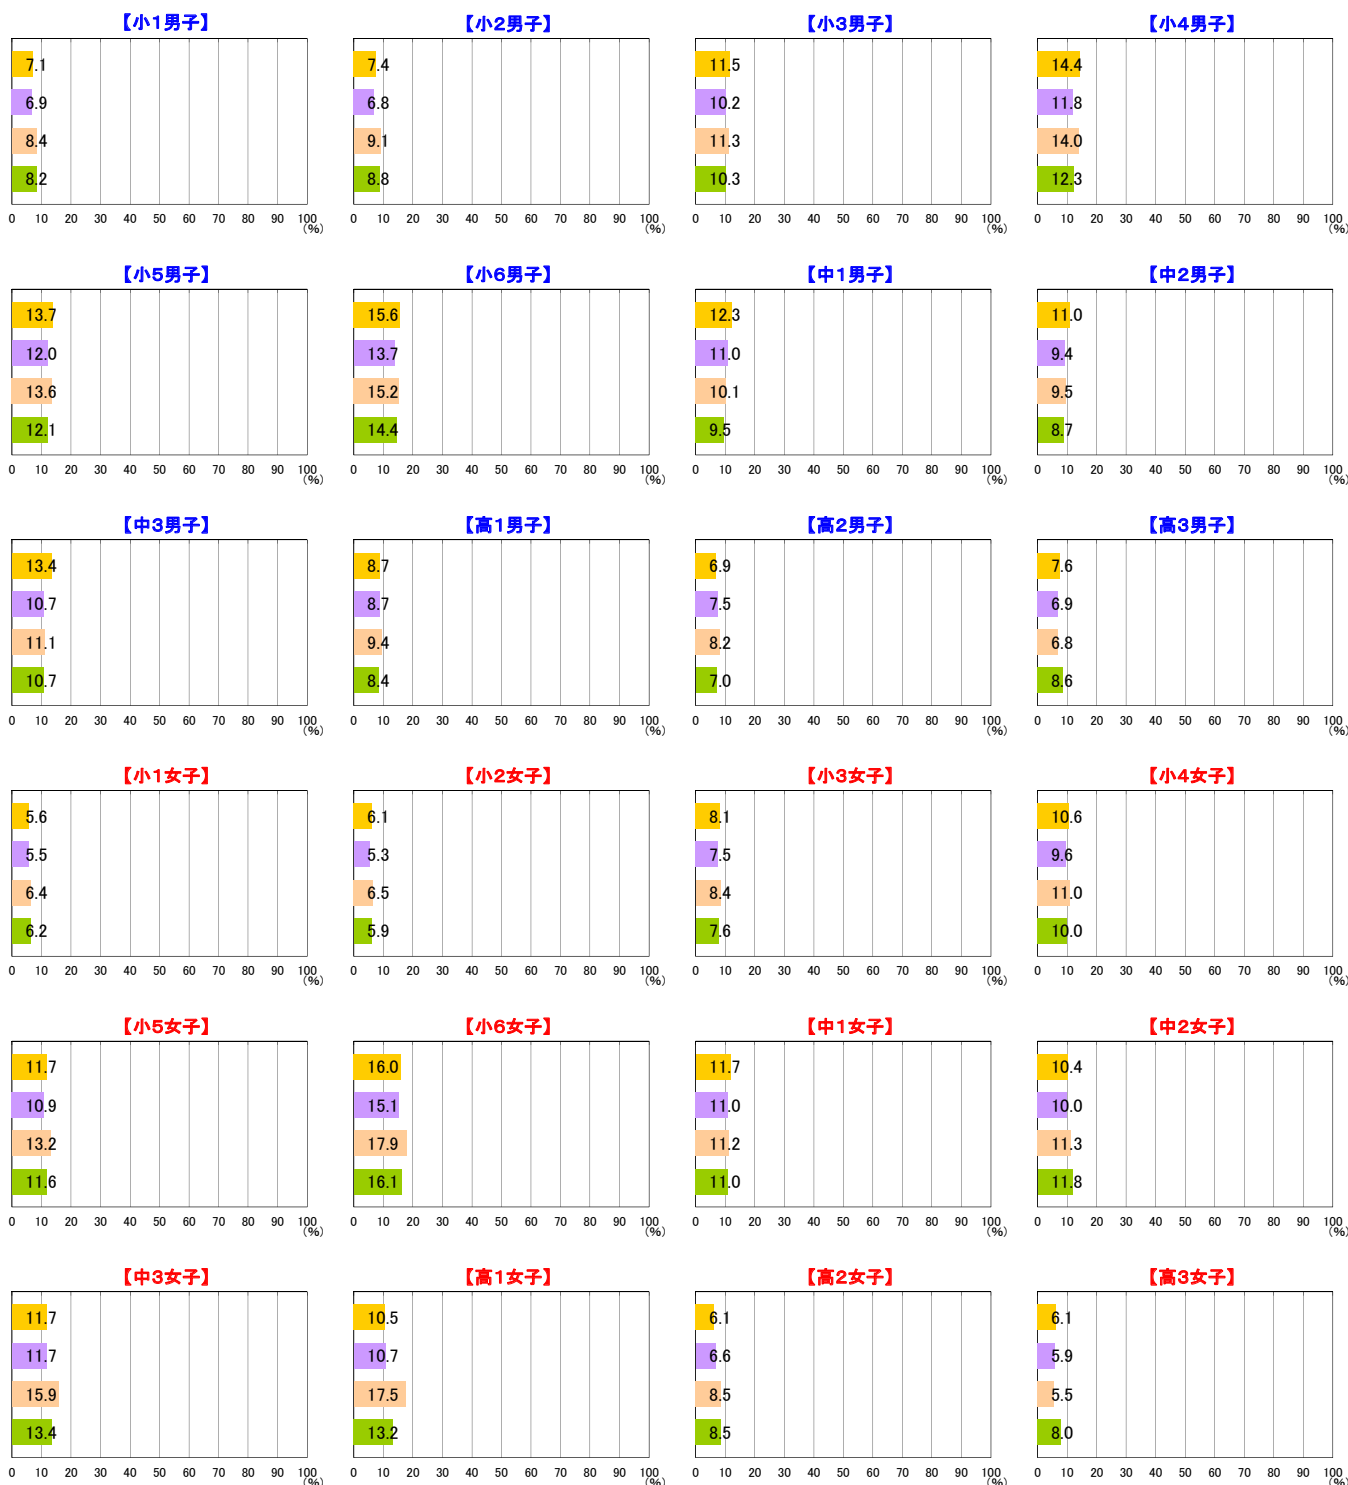 【小1男子】 【小2男子】 【小3男子】 【小4男子】
7.1 7.4 11.5 14.4
6.9 6.8 10.2 11.8
8.4 9.1 11.3 14.0
8.2 8.8 10.3 12.3
0 10 20 30 40 50 60 70 80 90 100 0 10 20 30 40 50 60 70 80 90 100 0 10 20 30 40 50 60 70 80 90 100 0 10 20 30 40 50 60 70 80 90 100
(%) (%) (%) (%)
【小5男子】 【小6男子】 【中1男子】 【中2男子】
13.7 15.6 12.3 11.0
12.0 13.7 11.0 9.4
13.6 15.2 10.1 9.5
12.1 14.4 9.5 8.7
0 10 20 30 40 50 60 70 80 90 100 0 10 20 30 40 50 60 70 80 90 100 0 10 20 30 40 50 60 70 80 90 100 0 10 20 30 40 50 60 70 80 90 100
(%) (%) (%) (%)
【中3男子】 【高1男子】 【高2男子】 【高3男子】
13.4 8.7 6.9 7.6
10.7 8.7 7.5 6.9
11.1 9.4 8.2 6.8
10.7 8.4 7.0 8.6
0 10 20 30 40 50 60 70 80 90 100 0 10 20 30 40 50 60 70 80 90 100 0 10 20 30 40 50 60 70 80 90 100 0 10 20 30 40 50 60 70 80 90 100
(%) (%) (%) (%)
【小1女子】 【小2女子】 【小3女子】 【小4女子】
5.6 6.1 8.1 10.6
5.5 5.3 7.5 9.6
6.4 6.5 8.4 11.0
6.2 5.9 7.6 10.0
0 10 20 30 40 50 60 70 80 90 100 0 10 20 30 40 50 60 70 80 90 100 0 10 20 30 40 50 60 70 80 90 100 0 10 20 30 40 50 60 70 80 90 100
(%) (%) (%) (%)
【小5女子】 【小6女子】 【中1女子】 【中2女子】
11.7 16.0 11.7 10.4
10.9 15.1 11.0 10.0
13.2 17.9 11.2 11.3
11.6 16.1 11.0 11.8
0 10 20 30 40 50 60 70 80 90 100 0 10 20 30 40 50 60 70 80 90 100 0 10 20 30 40 50 60 70 80 90 100 0 10 20 30 40 50 60 70 80 90 100
(%) (%) (%) (%)
【中3女子】 【高1女子】 【高2女子】 【高3女子】
11.7 10.5 6.1 6.1
11.7 10.7 6.6 5.9
15.9 17.5 8.5 5.5
13.4 13.2 8.5 8.0
0 10 20 30 40 50 60 70 80 90 100 0 10 20 30 40 50 60 70 80 90 100 0 10 20 30 40 50 60 70 80 90 100 0 10 20 30 40 50 60 70 80 90 100
(%) (%) (%) (%)